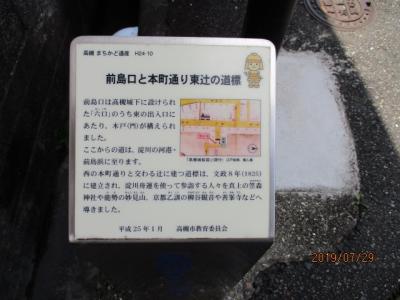 高槻 まちかど遺産 H24-10
前島口と本町通り東辻の道標
前島口は高槻城下に設けられ
た「六口」のうち東の出入口に
あたり、木戸(門)が構えられ
ました。
ここからの道は、淀川の河港・
前島浜に至ります。
西の本町通りと交わる辻に建つ道標は、文政8年(1825)
に建立され、淀川舟運を使って参詣する人々を真上の笠森
神社や能勢の妙見山、京都乙訓の柳谷観音や善峯寺などへ
導きました。
平成25年1月 高槻市教育委員会
2019/07/29